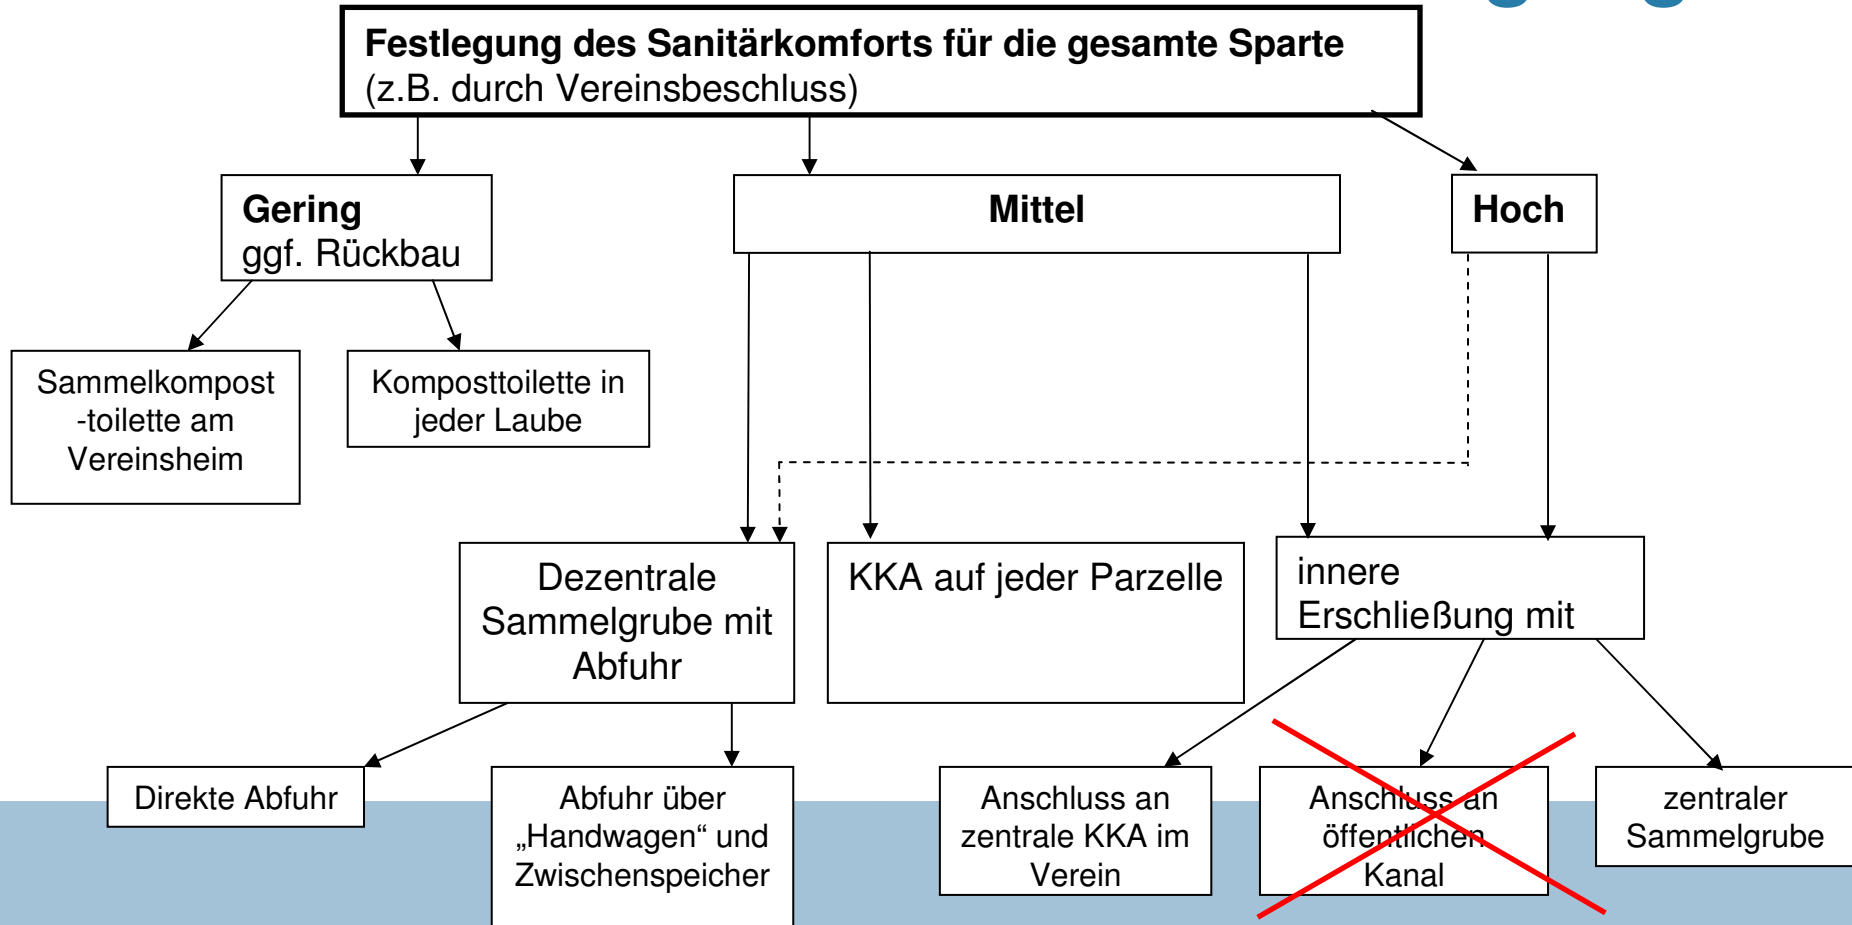 Festlegung des Sanitärkomforts für die gesamte Sparte
(z.B. durch Vereinsbeschluss)
Gering
ggf. Rückbau
Mittel
Hoch
Sammelkompost
-toilette am
Vereinsheim
Komposttoilette in
jeder Laube
Dezentrale
Sammelgrube mit
Abfuhr
KKA auf jeder Parzelle
innere
Erschließung mit
Direkte Abfuhr
Abfuhr über
„Handwagen“ und
Zwischenspeicher
Anschluss an
zentrale KKA im
Verein
Anschluss an
öffentlichen
Kanal
zentraler
Sammelgrube